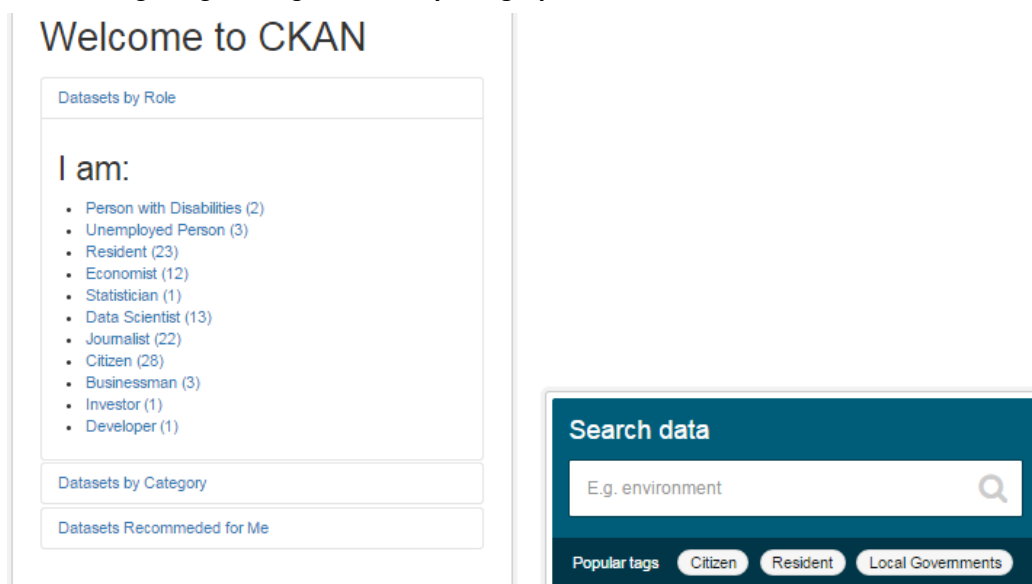 Welcome to CKAN
Datasets by Role
I am:
Person with Disabilities (2)
Unemployed Person (3)
Resident (23)
Economist (12)
Statistician (1)
Data Scientist (13)
Journalist (22)
Citizen (28)
Businessman (3)
Investor (1)
Developer (1)
Datasets by Category
Datasets Recommeded for Me
Search data
E.g. environment
Popular tags Citizen Resident Local Governments